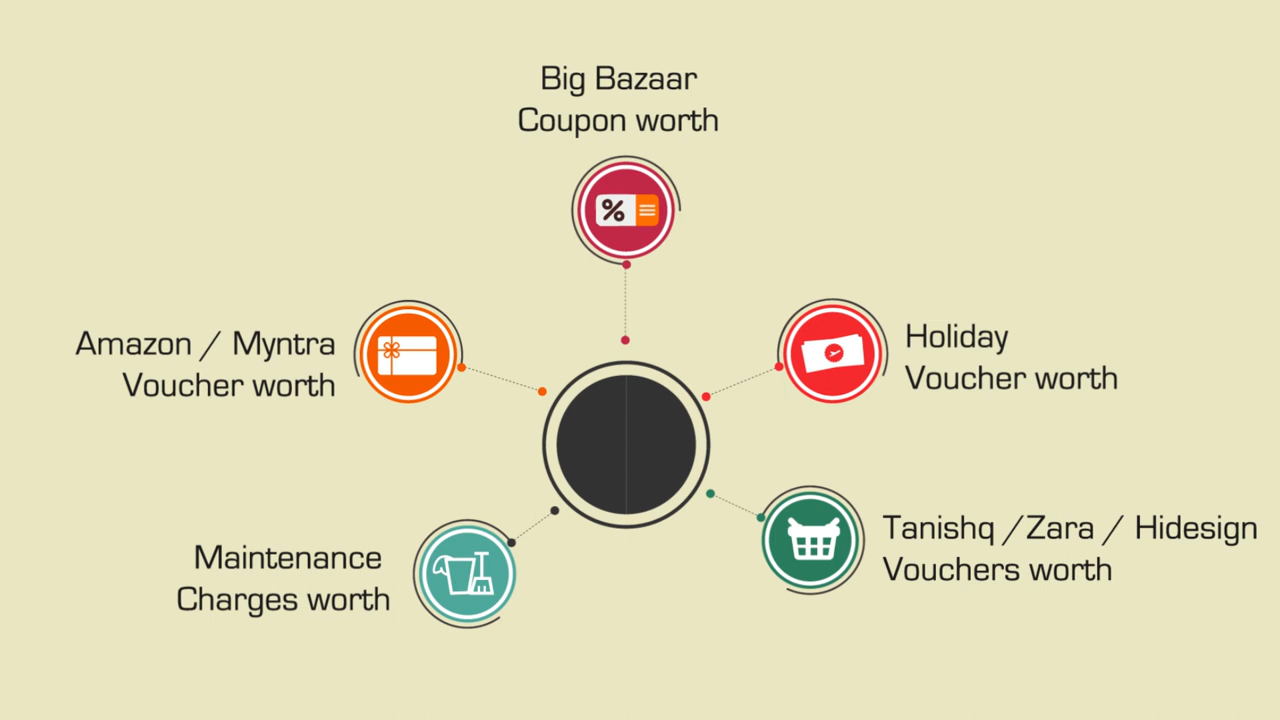 Big Bazaar
Coupon worth
%
Amazon / Myntra
Voucher worth
Holiday
Voucher worth
Maintenance
Charges worth
Tanishq / Zara / Hidesign
Vouchers worth